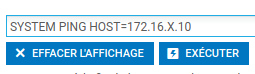 SYSTEM PING HOST=172.16.X.10
EFFACER L'AFFICHAGE EXÉCUTER